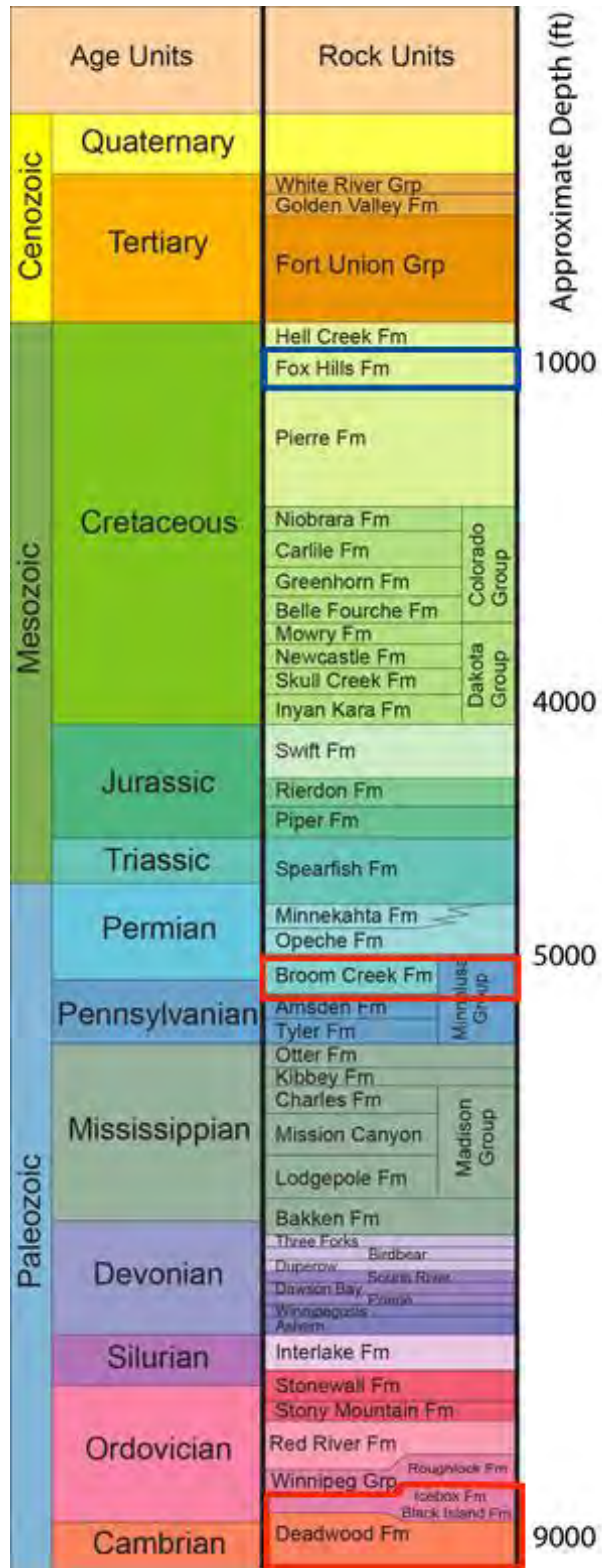 Age Units
Rock Units
Approximate Depth (ft)
Cenozoic
Quaternary
Tertiary
White River Grp
Golden Valley Fm
Fort Union Grp
Mesozoic
Cretaceous
Hell Creek Fm
Fox Hills Fm
1000
Pierre Fm
Niobrara Fm
Carlile Fm
Greenhorn Fm
Belle Fourche Fm
Colorado
Group
Mowry Fm
Newcastle Fm
Skull Creek Fm
Inyan Kara Fm
Dakota
Group
4000
Jurassic
Swift Fm
Rierdon Fm
Piper Fm
Triassic
Spearfish Fm
Paleozoic
Permian
Minnekahta Fm
Opeche Fm
5000
Broom Creek Fm
Minnelusa
Group
Pennsylvanian
Amsden Fm
Tyler Fm
Mississippian
Otter Fm
Kibbey Fm
Charles Fm
Mission Canyon
Lodgepole Fm
Madison
Group
Bakken Fm
Devonian
Three Forks
Birdbear
Duperow
Souris River
Dawson Bay
Prairie
Winnipegosis
Ashern
Silurian
Interlake Fm
Ordovician
Stonewall Fm
Stony Mountain Fm
Red River Fm
Roughlock Fm
Winnipeg Grp
Icebox Fm
Black Island Fm
Cambrian
Deadwood Fm
9000